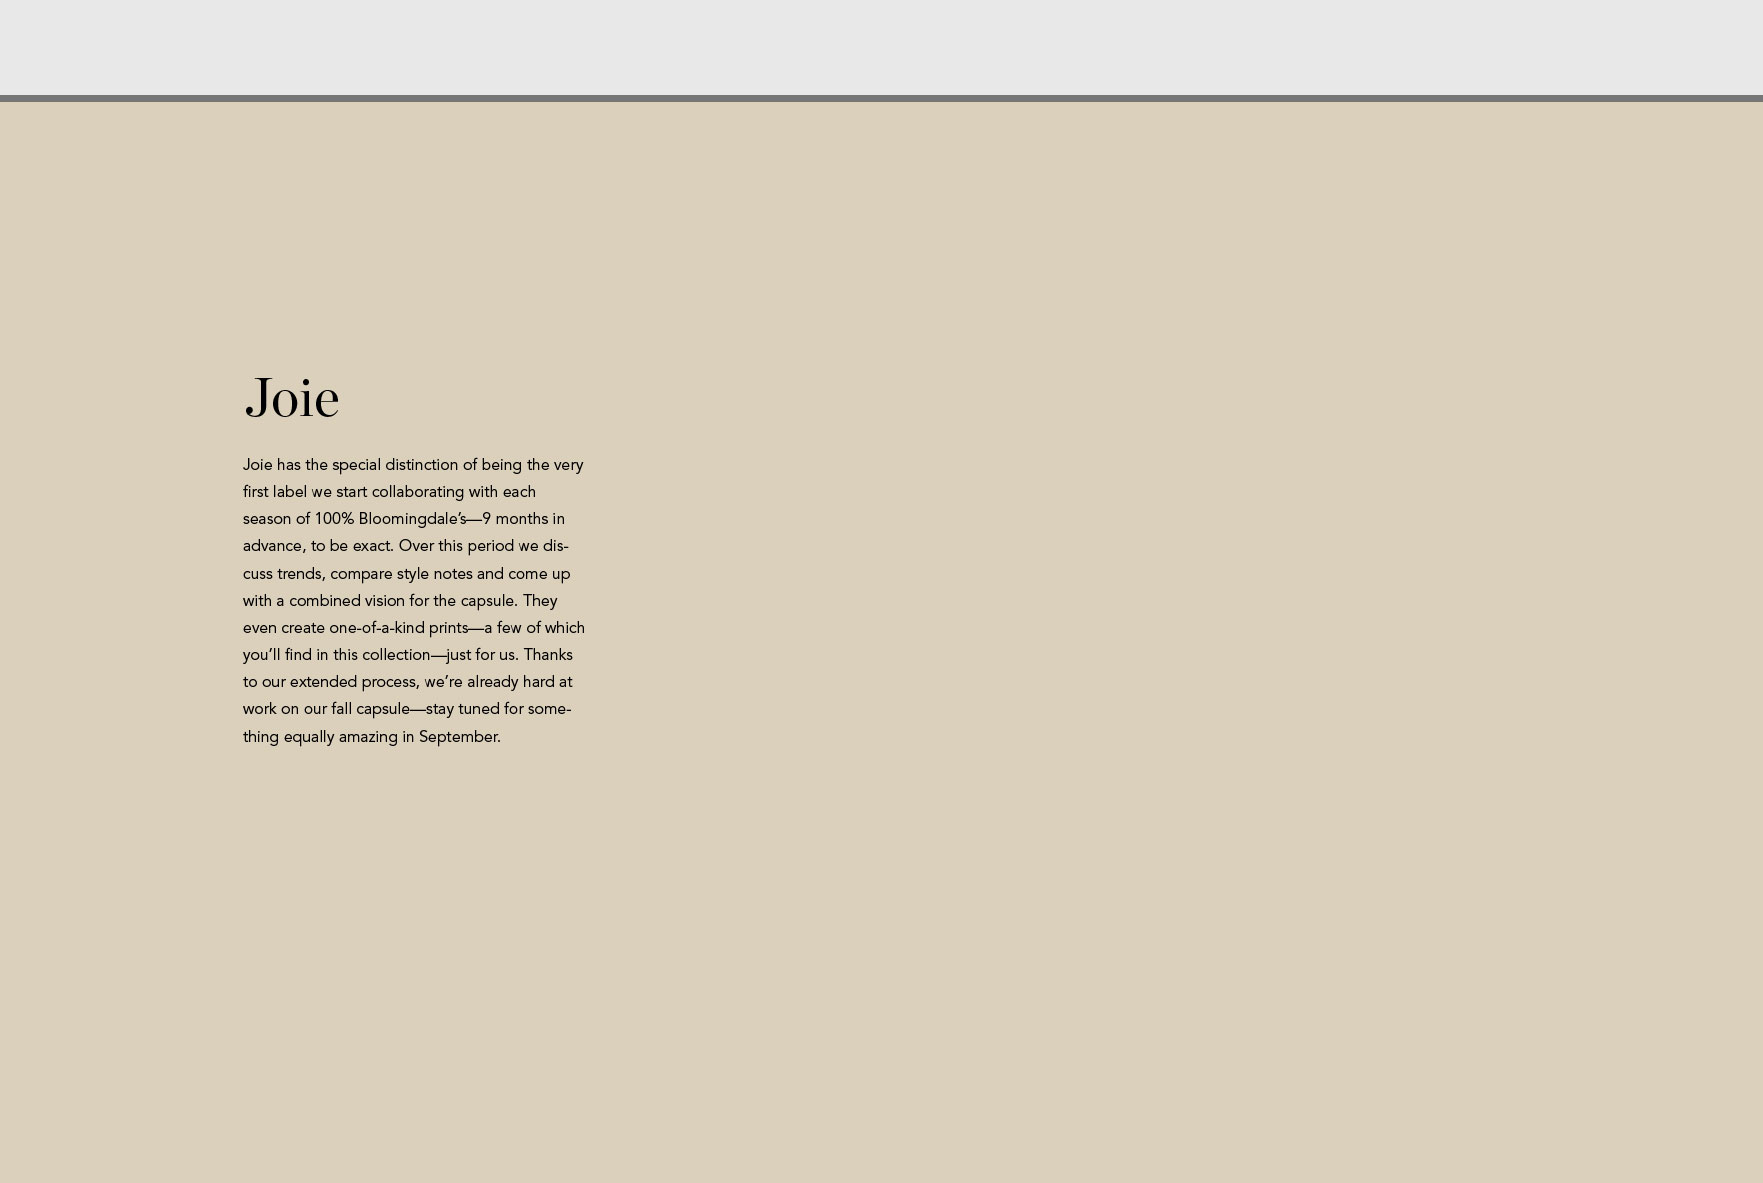 Joie
Joie has the special distinction of being the very
first label we start collaborating with each
season of 100% Bloomingdale’s—9 months in
advance, to be exact. Over this period we dis-
cuss trends, compare style notes and come up
with a combined vision for the capsule. They
even create one-of-a-kind prints—a few of which
you’ll find in this collection—just for us. Thanks
to our extended process, we’re already hard at
work on our fall capsule—stay tuned for some-
thing equally amazing in September.